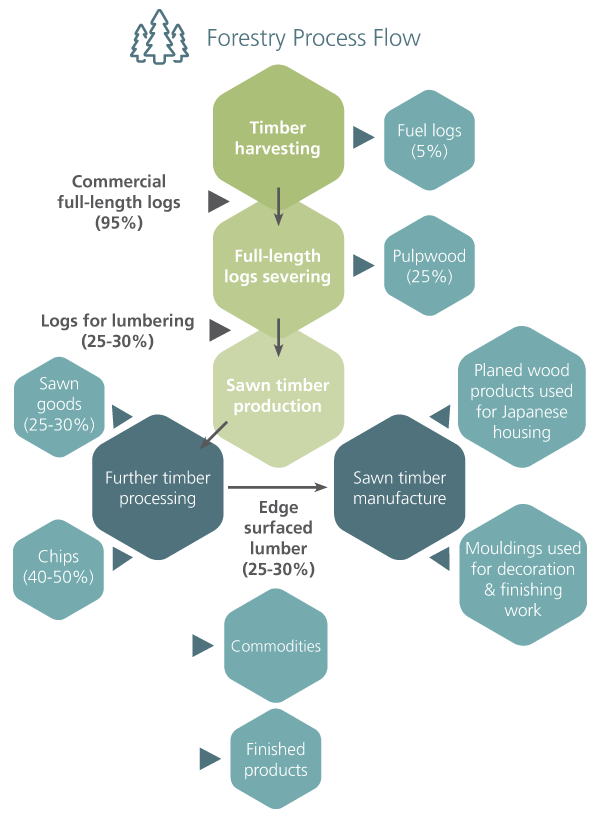 Forestry Process Flow
Timber
harvesting
Fuel logs
(5%)
Commercial
full-length logs
(95%)
Full-length
logs severing
Pulpwood
(25%)
Logs for lumbering
(25-30%)
Sawn timber
production
Sawn
goods
(25-30%)
Planed wood
products used
for Japanese
housing
Further timber
processing
Sawn timber
manufacture
Edge
surfaced
lumber
(25-30%)
Chips
(40-50%)
Mouldings used
for decoration
& finishing
work
Commodities
Finished
products